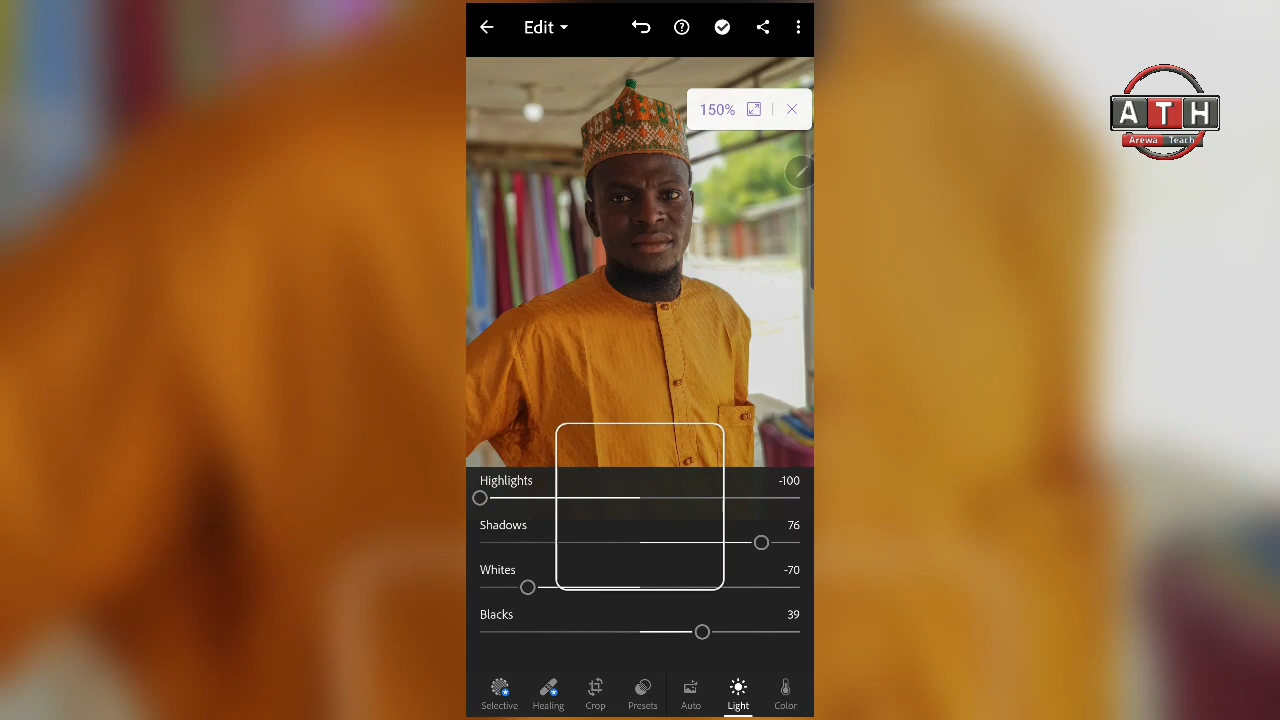 Edit
150%
ATH
Arewa Teach
Highlights -100
Shadows 76
Whites -70
Blacks 39
Selective Healing Crop Presets Auto Light Color